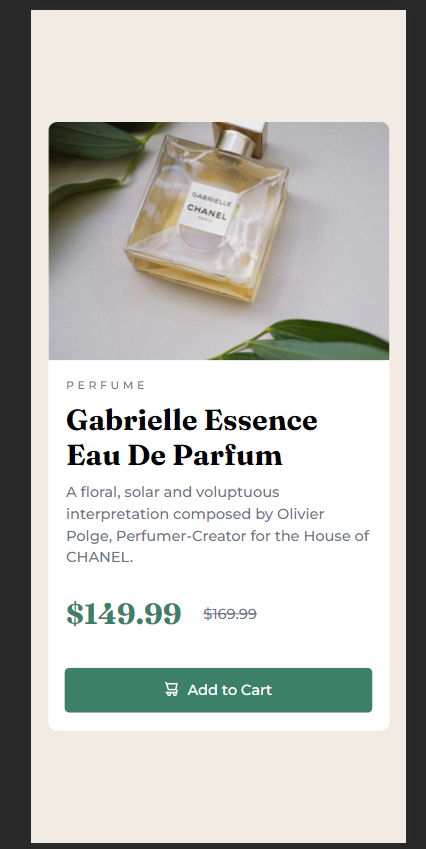 GABRIELLE
CHANEL
PARIS
PERFUME
Gabrielle Essence
Eau De Parfum
A floral, solar and voluptuous
interpretation composed by Olivier
Polge, Perfumer-Creator for the House of
CHANEL.
$149.99 $169.99
Add to Cart